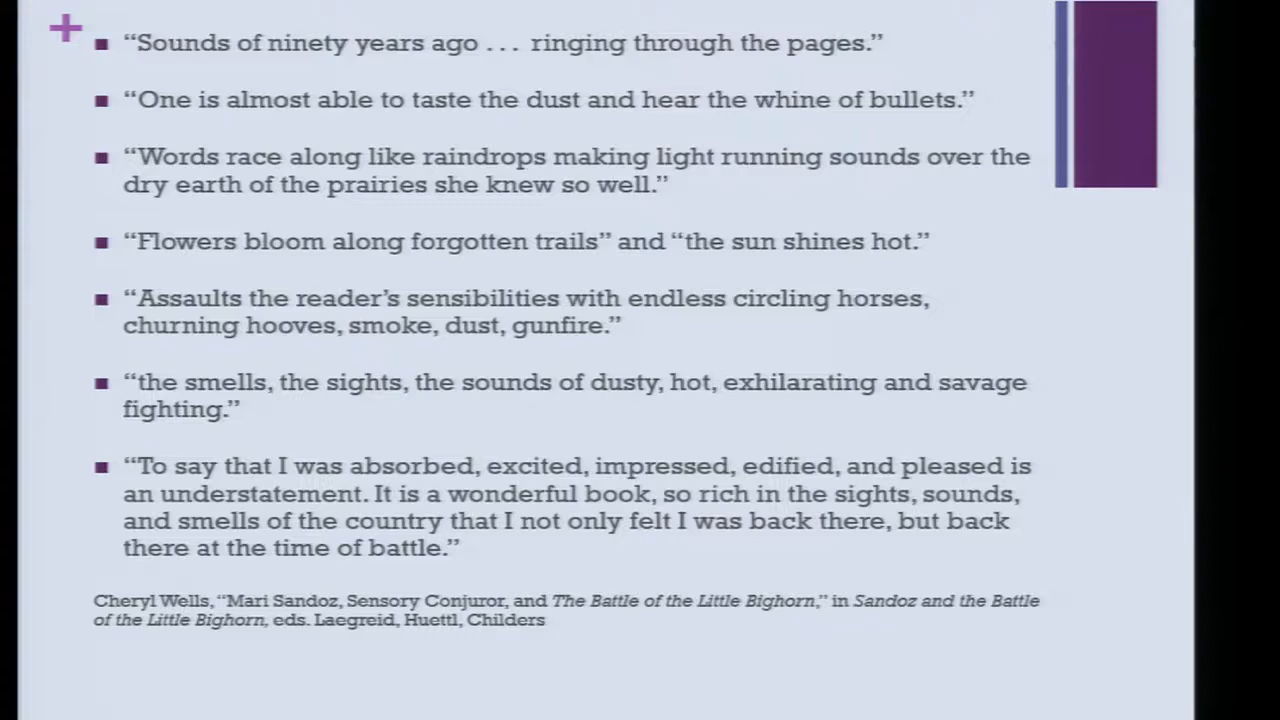 “Sounds of ninety years ago . . . ringing through the pages.”
“One is almost able to taste the dust and hear the whine of bullets.”
“Words race along like raindrops making light running sounds over the
dry earth of the prairies she knew so well.”
“Flowers bloom along forgotten trails” and “the sun shines hot.”
“Assaults the reader’s sensibilities with endless circling horses,
churning hooves, smoke, dust, gunfire.”
“the smells, the sights, the sounds of dusty, hot, exhilarating and savage
fighting.”
“To say that I was absorbed, excited, impressed, edified, and pleased is
an understatement. It is a wonderful book, so rich in the sights, sounds,
and smells of the country that I not only felt I was back there, but back
there at the time of battle.”
Cheryl Wells, “Mari Sandoz, Sensory Conjuror, and The Battle of the Little Bighorn,” in Sandoz and the Battle
of the Little Bighorn, eds. Laegreid, Huettl, Childers